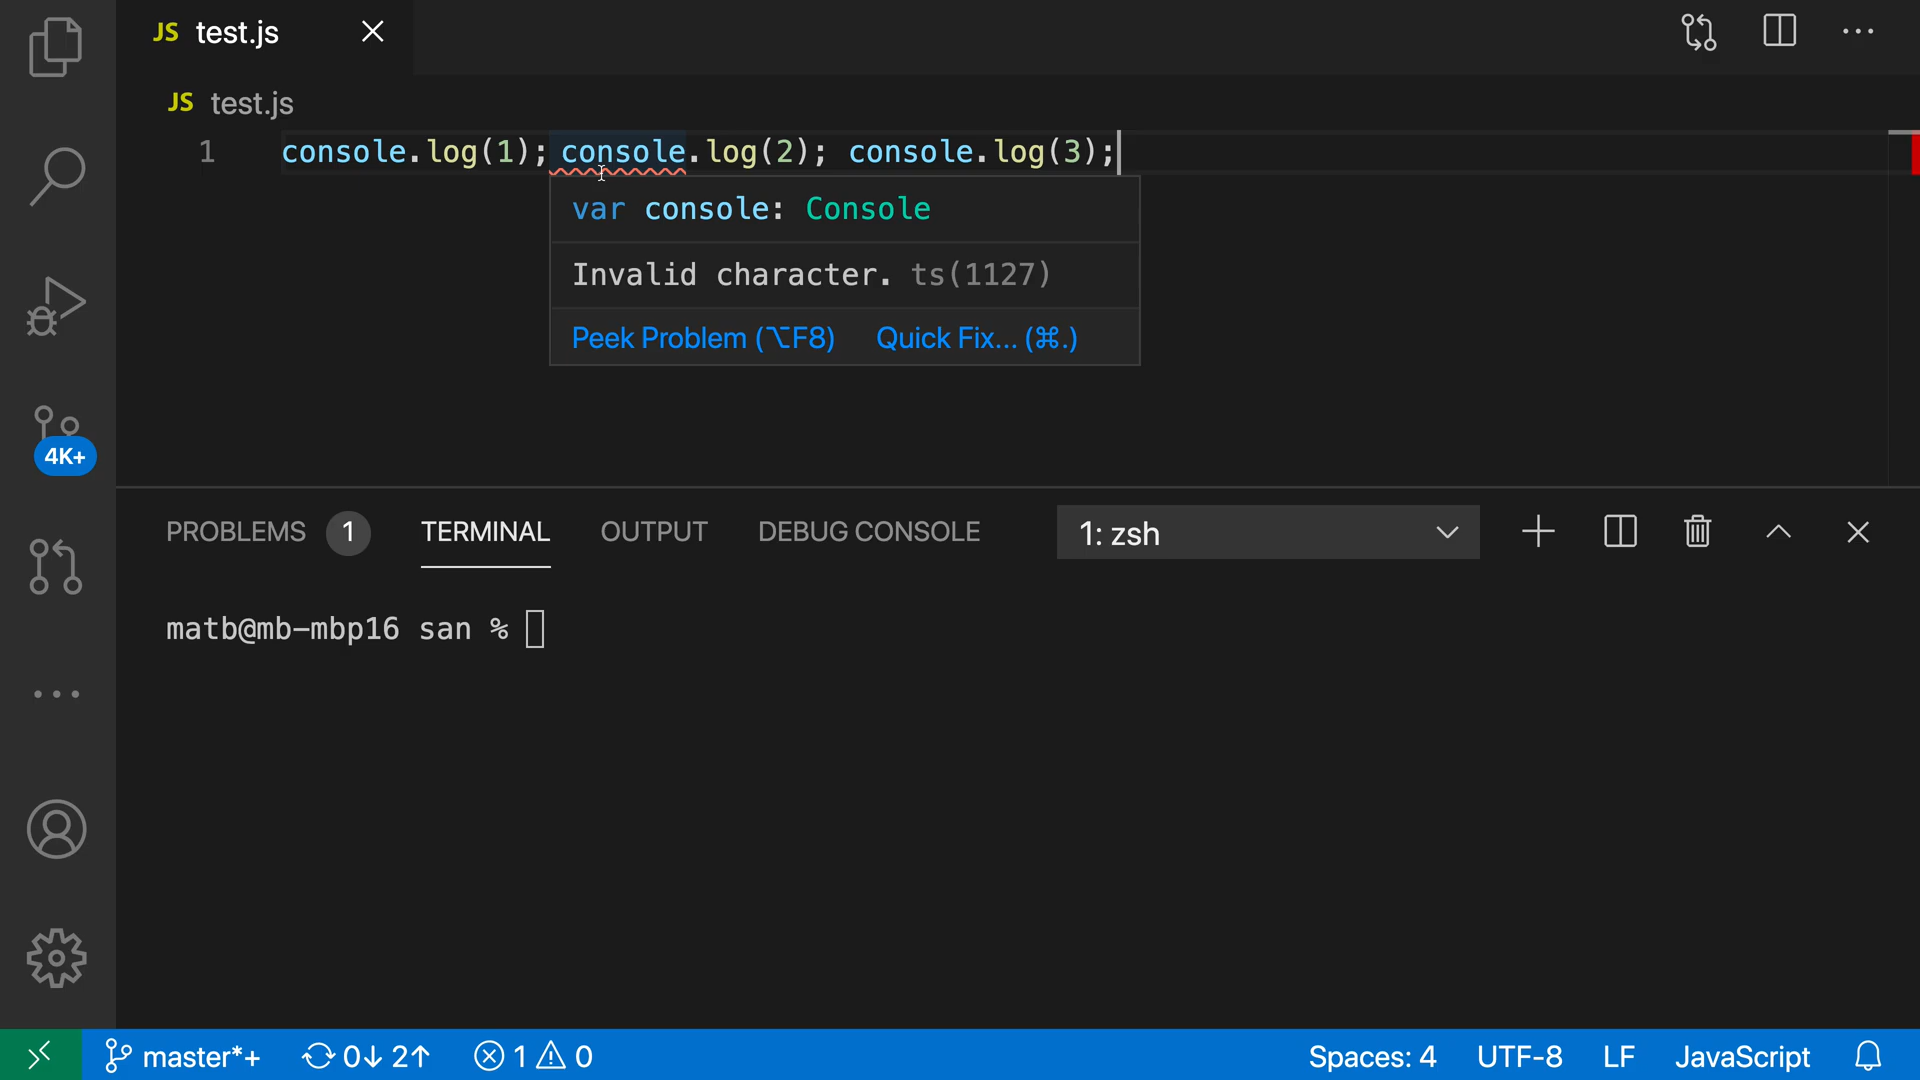 JS test.js
JS test.js
1 console.log(1); console.log(2); console.log(3);
var console: Console
Invalid character. ts(1127)
Peek Problem (⌥F8) Quick Fix... (⌘.)
4K+
PROBLEMS 1 TERMINAL OUTPUT DEBUG CONSOLE 1: zsh
matb@mb-mbp16 san %
master*+ 0↓ 2↑ 1 0 Spaces: 4 UTF-8 LF JavaScript